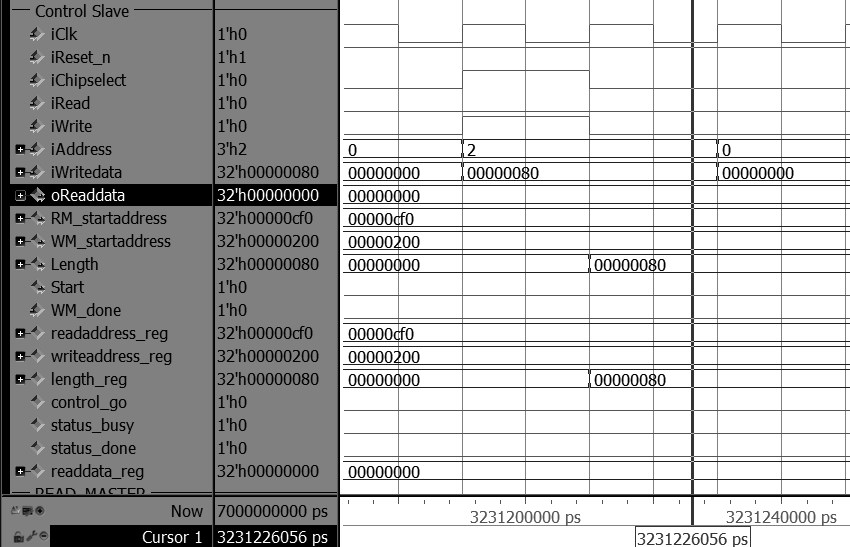 Control Slave
iClk 1'h0
iReset_n 1'h1
iChipselect 1'h0
iRead 1'h0
iWrite 1'h0
iAddress 3'h2 0 2 0
iWritedata 32'h00000080 00000000 00000080 00000000
oReaddata 32'h00000000 00000000
RM_startaddress 32'h00000cf0 00000cf0
WM_startaddress 32'h00000200 00000200
Length 32'h00000080 00000000 00000080
Start 1'h0
WM_done 1'h0
readaddress_reg 32'h00000cf0 00000cf0
writeaddress_reg 32'h00000200 00000200
length_reg 32'h00000080 00000000 00000080
control_go 1'h0
status_busy 1'h0
status_done 1'h0
readdata_reg 32'h00000000 00000000
READ_MASTER
Now 7000000000 ps 3231200000 ps 3231240000 ps
Cursor 1 3231226056 ps 3231226056 ps